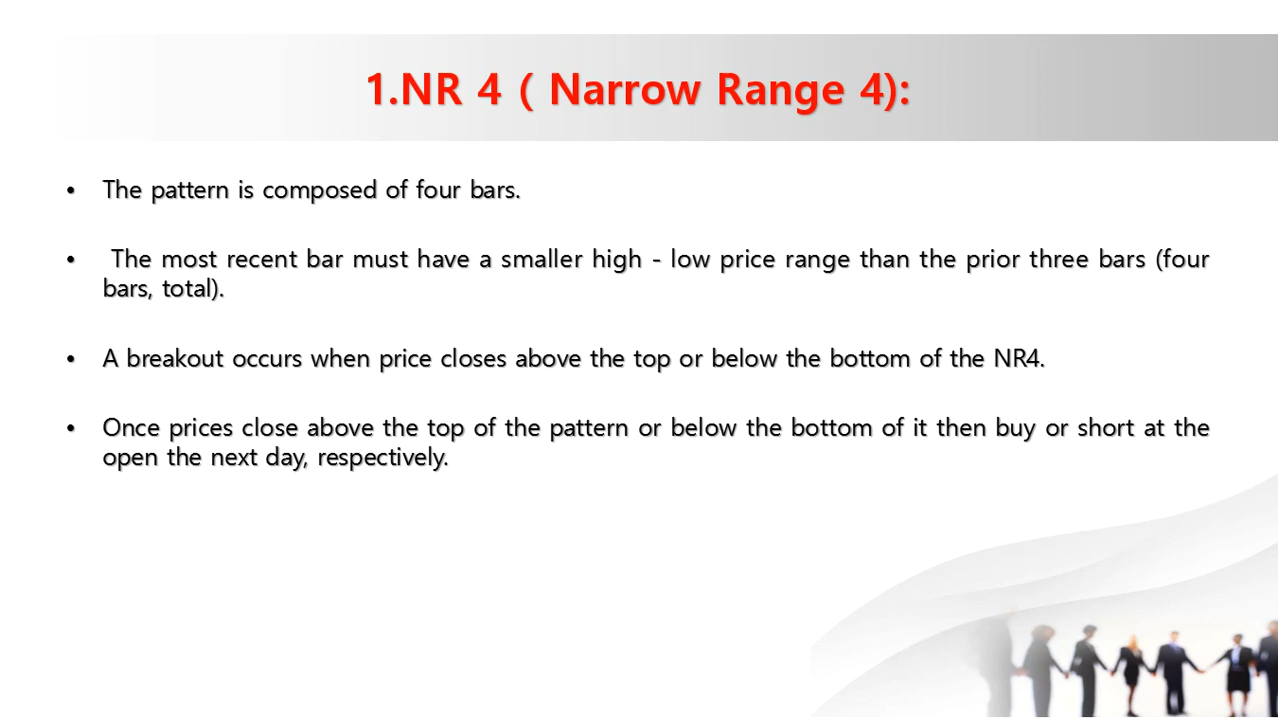 1.NR 4 ( Narrow Range 4):
• The pattern is composed of four bars.
• The most recent bar must have a smaller high - low price range than the prior three bars (four
bars, total).
• A breakout occurs when price closes above the top or below the bottom of the NR4.
• Once prices close above the top of the pattern or below the bottom of it then buy or short at the
open the next day, respectively.